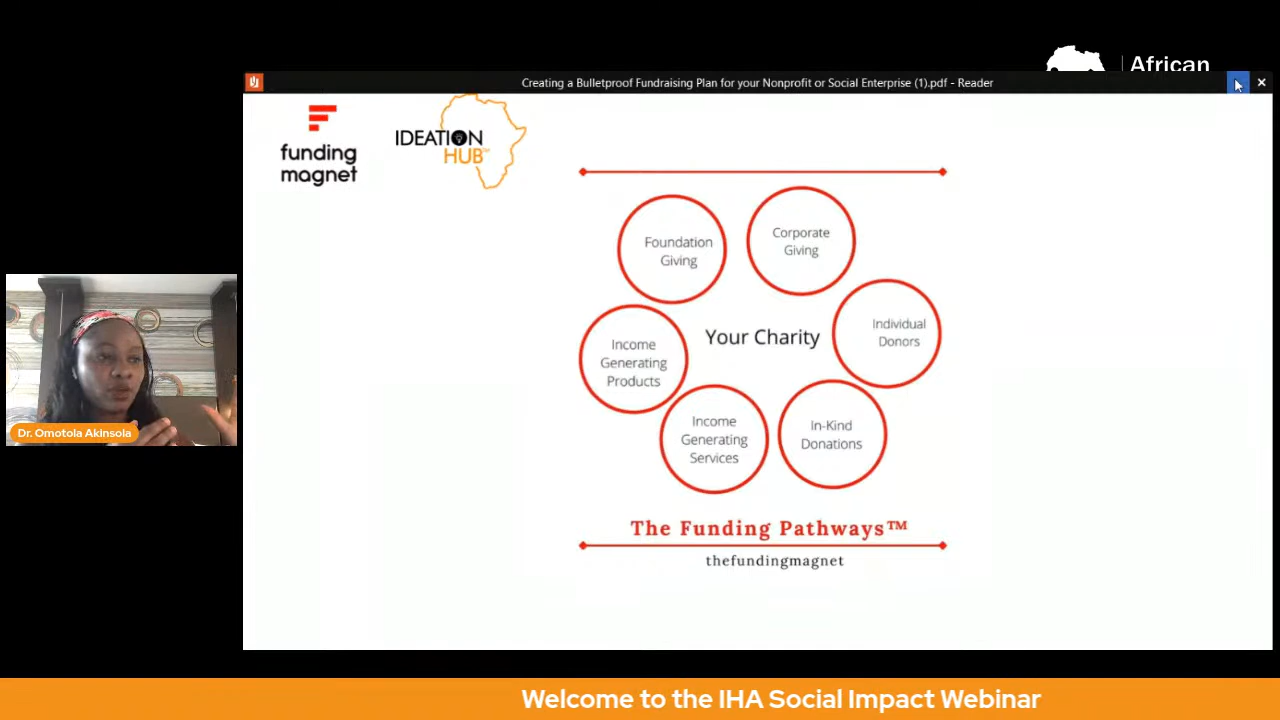 African
Creating a Bulletproof Fundraising Plan for your Nonprofit or Social Enterprise (1).pdf - Reader
funding
magnet
IDEATION
HUB™
Foundation
Giving
Corporate
Giving
Individual
Donors
Your Charity
Income
Generating
Products
Income
Generating
Services
In-Kind
Donations
The Funding Pathways™
thefundingmagnet
Dr. Omotola Akinsola
Welcome to the IHA Social Impact Webinar